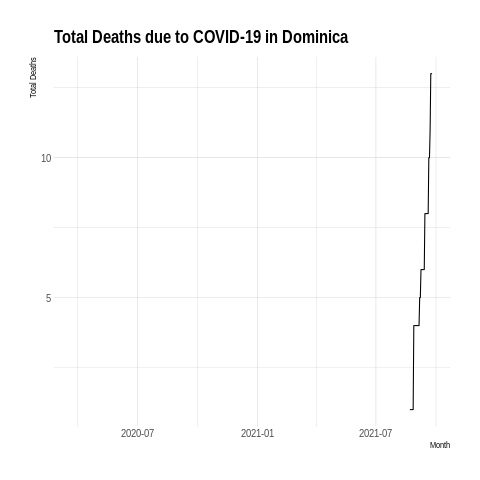 Total Deaths due to COVID-19 in Dominica
Total Deaths
10
5
2020-07 2021-01 2021-07
Month